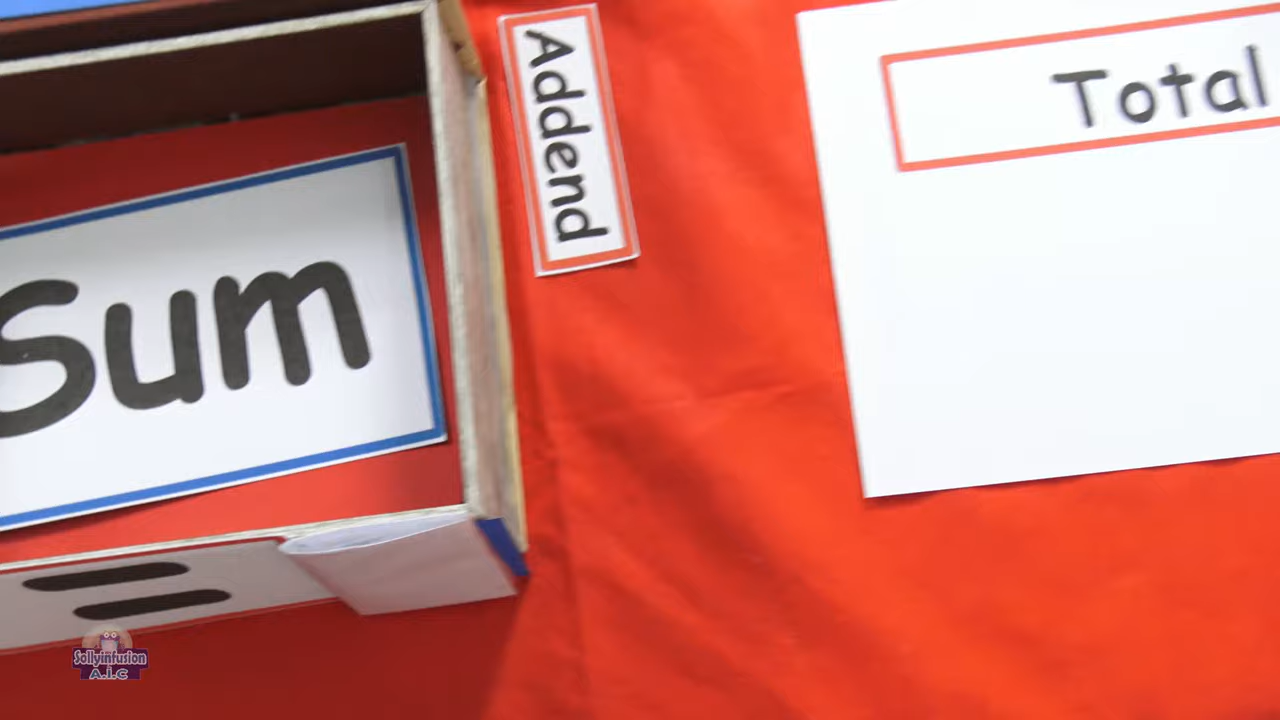 Sum
=
Addend
Total
Sollyinfusion
A.i.C